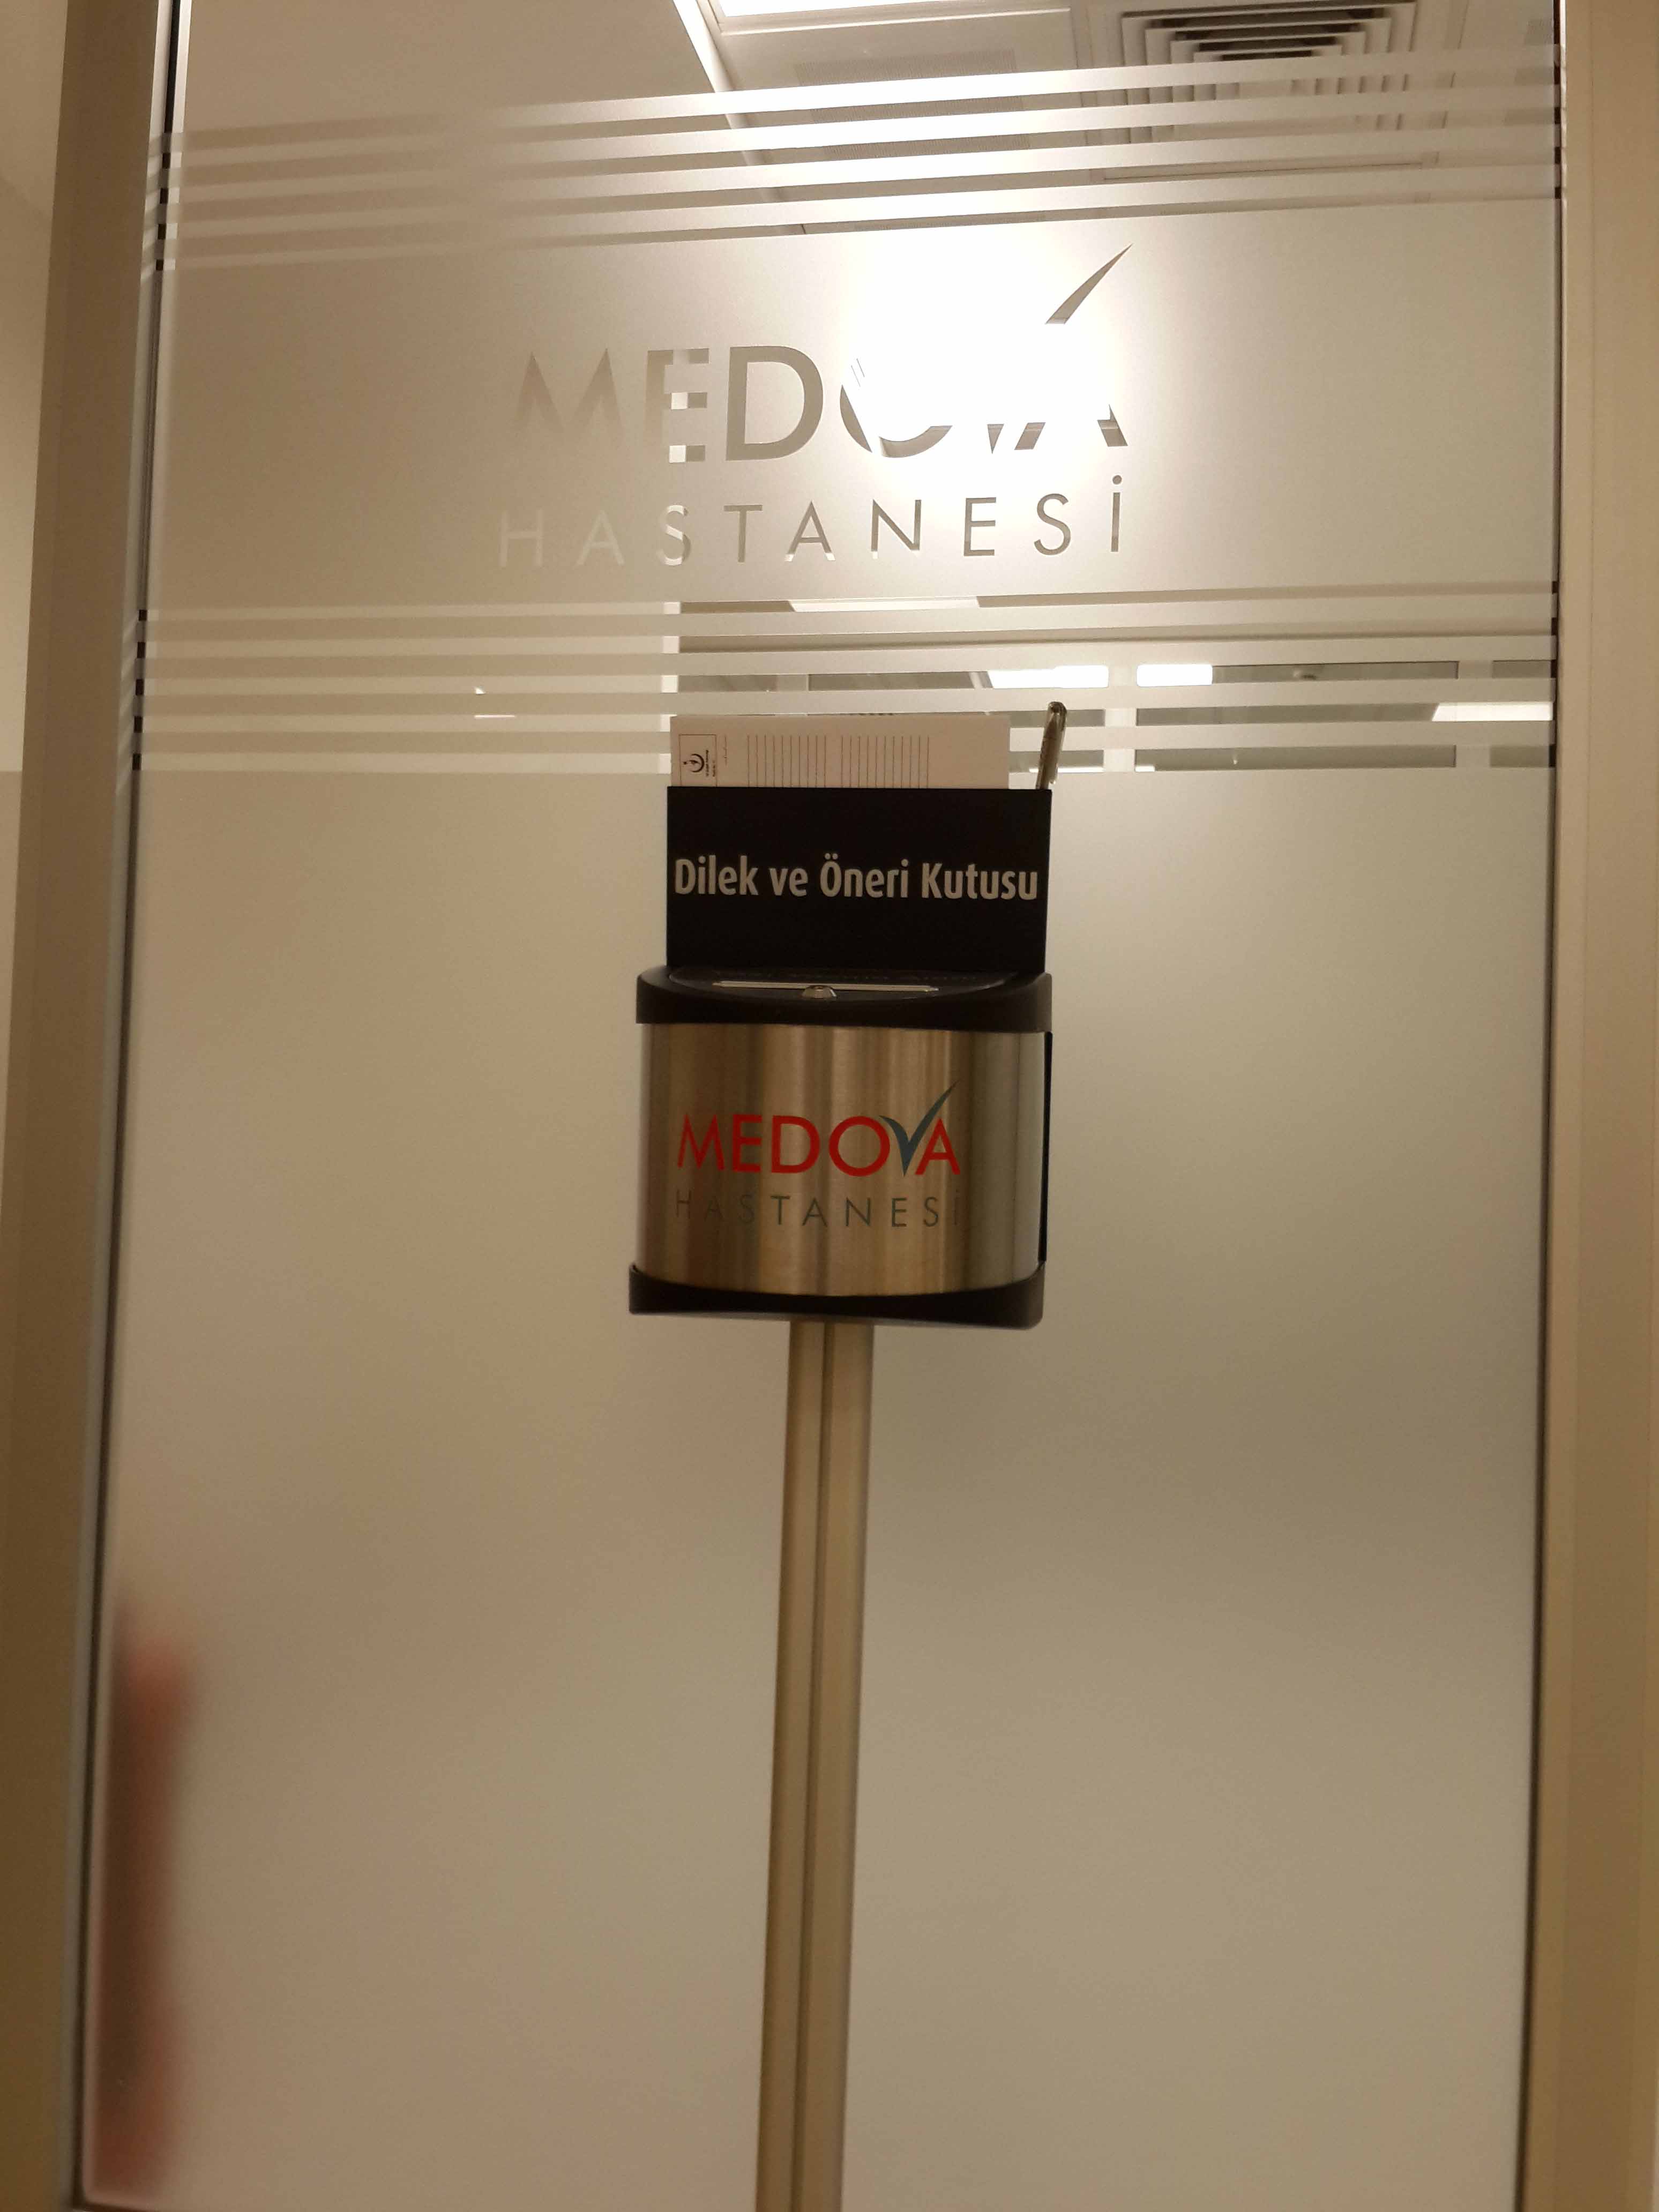 MEDOVA
HASTANESİ
Dilek ve Öneri Kutusu
MEDOVA
HASTANESİ